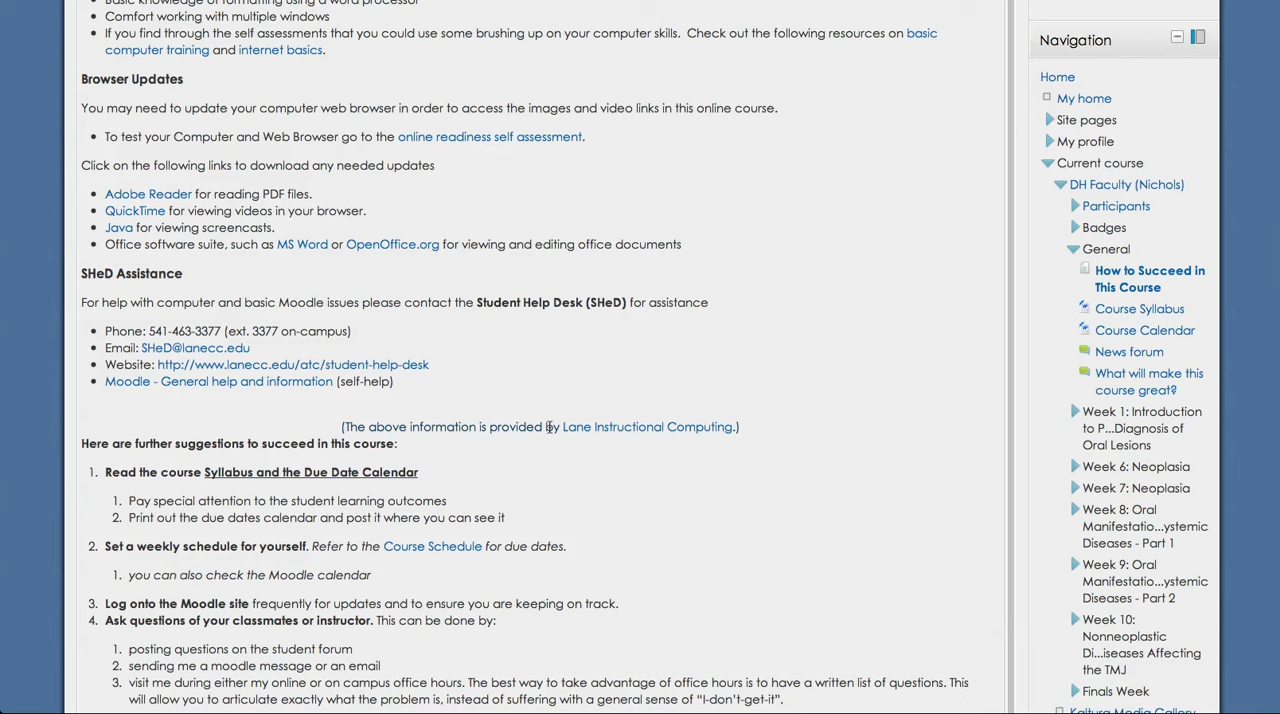 Basic knowledge of formatting using a word processor
Comfort working with multiple windows
If you find through the self assessments that you could use some brushing up on your computer skills. Check out the following resources on basic
computer training and internet basics.
Browser Updates
You may need to update your computer web browser in order to access the images and video links in this online course.
To test your Computer and Web Browser go to the online readiness self assessment.
Click on the following links to download any needed updates
Adobe Reader for reading PDF files.
QuickTime for viewing videos in your browser.
Java for viewing screencasts.
Office software suite, such as MS Word or OpenOffice.org for viewing and editing office documents
SHeD Assistance
For help with computer and basic Moodle issues please contact the Student Help Desk (SHeD) for assistance
Phone: 541-463-3377 (ext. 3377 on-campus)
Email: SHeD@lanecc.edu
Website: http://www.lanecc.edu/atc/student-help-desk
Moodle - General help and information (self-help)
(The above information is provided by Lane Instructional Computing.)
Here are further suggestions to succeed in this course:
1. Read the course Syllabus and the Due Date Calendar
1. Pay special attention to the student learning outcomes
2. Print out the due dates calendar and post it where you can see it
2. Set a weekly schedule for yourself. Refer to the Course Schedule for due dates.
1. you can also check the Moodle calendar
3. Log onto the Moodle site frequently for updates and to ensure you are keeping on track.
4. Ask questions of your classmates or instructor. This can be done by:
1. posting questions on the student forum
2. sending me a moodle message or an email
3. visit me during either my online or on campus office hours. The best way to take advantage of office hours is to have a written list of questions. This
will allow you to articulate exactly what the problem is, instead of suffering with a general sense of "I-don't-get-it".
Navigation
Home
My home
Site pages
My profile
Current course
DH Faculty (Nichols)
Participants
Badges
General
How to Succeed in
This Course
Course Syllabus
Course Calendar
News forum
What will make this
course great?
Week 1: Introduction
to P...Diagnosis of
Oral Lesions
Week 6: Neoplasia
Week 7: Neoplasia
Week 8: Oral
Manifestatio...ystemic
Diseases - Part 1
Week 9: Oral
Manifestatio...ystemic
Diseases - Part 2
Week 10:
Nonneoplastic
Di...iseases Affecting
the TMJ
Finals Week
Kaltura Media Gallery